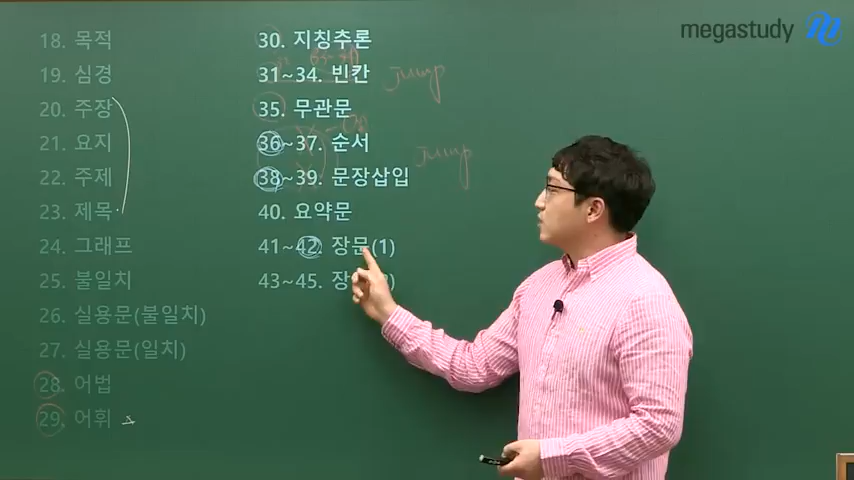 megastudy
18. 목적
19. 심경
20. 주장
21. 요지
22. 주제
23. 제목
24. 그래프
25. 불일치
26. 실용문(불일치)
27. 실용문(일치)
28. 어법
29. 어휘
30. 지칭추론
31~34. 빈칸 Jump
35. 무관문
36~37. 순서 Jump
38~39. 문장삽입
40. 요약문
41~42. 장문(1)
43~45. 장